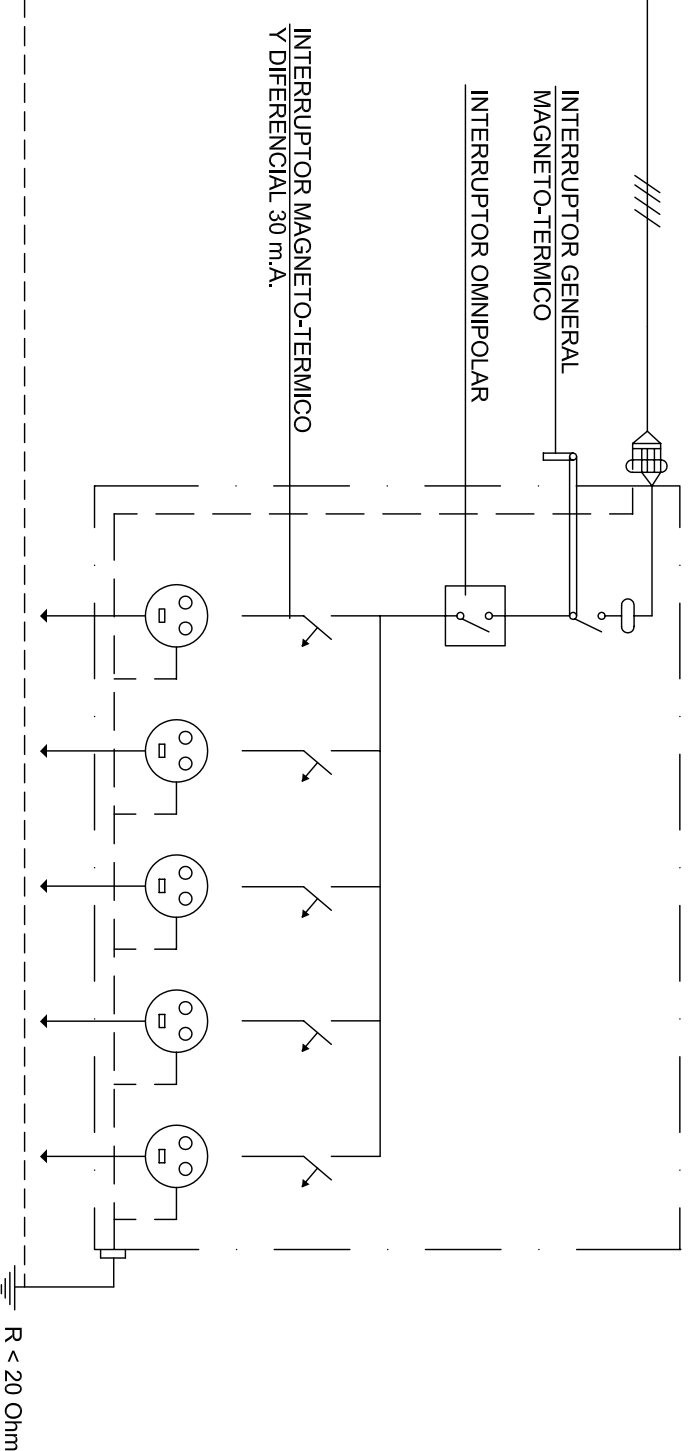 INTERRUPTOR GENERAL
MAGNETO-TERMICO
INTERRUPTOR OMNIPOLAR
INTERRUPTOR MAGNETO-TERMICO
Y DIFERENCIAL 30 m.A.
R < 20 Ohm